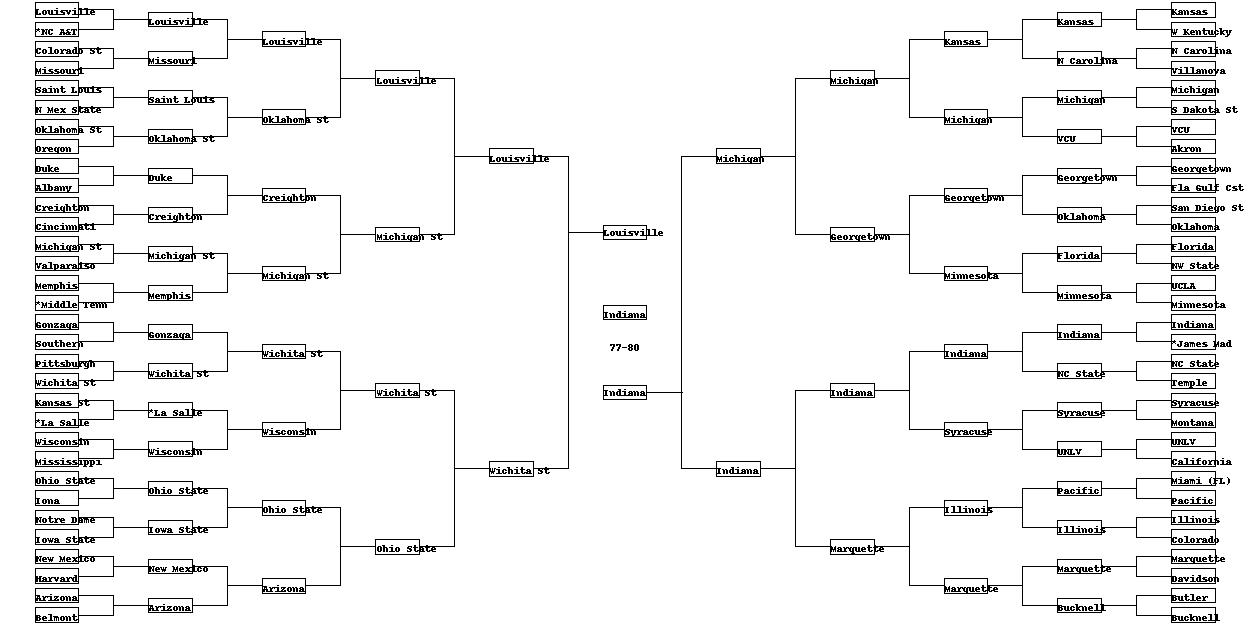 Louisville
*NC A&T
Colorado St
Missouri
Saint Louis
N Mex State
Oklahoma St
Oregon
Duke
Albany
Creighton
Cincinnati
Michigan St
Valparaiso
Memphis
*Middle Tenn
Gonzaga
Southern
Pittsburgh
Wichita St
Kansas St
*La Salle
Wisconsin
Mississippi
Ohio State
Iona
Notre Dame
Iowa State
New Mexico
Harvard
Arizona
Belmont
Louisville
Missouri
Saint Louis
Oklahoma St
Duke
Creighton
Michigan St
Memphis
Gonzaga
Wichita St
*La Salle
Wisconsin
Ohio State
Iowa State
New Mexico
Arizona
Louisville
Oklahoma St
Creighton
Michigan St
Wichita St
Wisconsin
Ohio State
Arizona
Louisville
Michigan St
Wichita St
Ohio State
Louisville
Wichita St
Louisville
Indiana
77-80
Indiana
Michigan
Indiana
Michigan
Georgetown
Indiana
Marquette
Kansas
Michigan
Georgetown
Minnesota
Indiana
Syracuse
Illinois
Marquette
Kansas
N Carolina
Michigan
VCU
Georgetown
Oklahoma
Florida
Minnesota
Indiana
NC State
Syracuse
UNLV
Pacific
Illinois
Marquette
Bucknell
Kansas
W Kentucky
N Carolina
Villanova
Michigan
S Dakota St
VCU
Akron
Georgetown
Fla Gulf Cst
San Diego St
Oklahoma
Florida
NW State
UCLA
Minnesota
Indiana
*James Mad
NC State
Temple
Syracuse
Montana
UNLV
California
Miami (FL)
Pacific
Illinois
Colorado
Marquette
Davidson
Butler
Bucknell